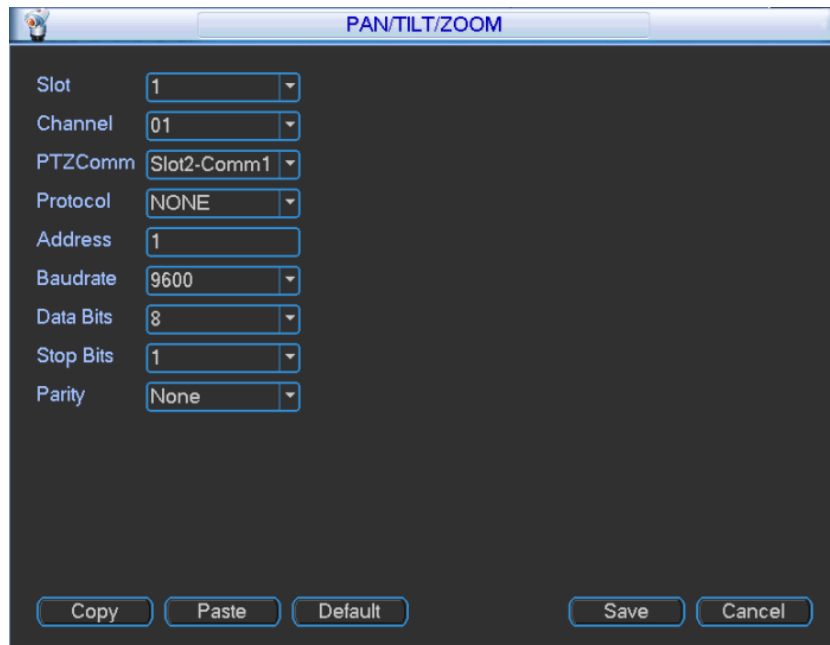 PAN/TILT/ZOOM
Slot 1
Channel 01
PTZComm Slot2-Comm1
Protocol NONE
Address 1
Baudrate 9600
Data Bits 8
Stop Bits 1
Parity None
Copy Paste Default Save Cancel